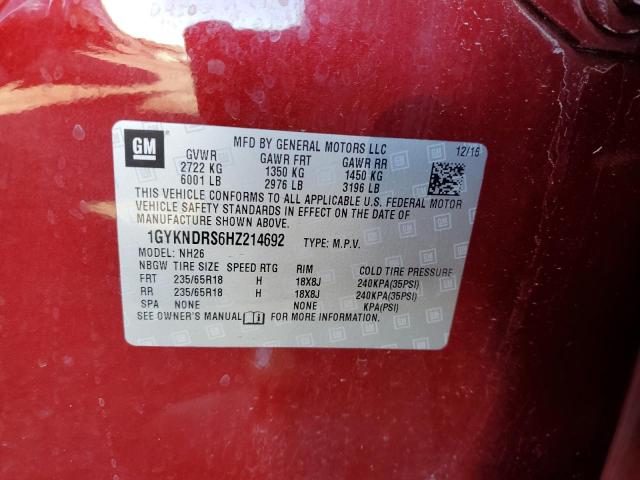 GM
MFD BY GENERAL MOTORS LLC
12/16
GVWR GAWR FRT GAWR RR
2722 KG 1350 KG 1450 KG
6001 LB 2976 LB 3196 LB
THIS VEHICLE CONFORMS TO ALL APPLICABLE U.S. FEDERAL MOTOR
VEHICLE SAFETY STANDARDS IN EFFECT ON THE DATE OF
MANUFACTURE SHOWN ABOVE.
1GYKNDRS6HZ214692 TYPE: M.P.V.
MODEL: NH26
NBGW TIRE SIZE SPEED RTG RIM COLD TIRE PRESSURE
FRT 235/65R18 H 18X8J 240KPA(35PSI)
RR 235/65R18 H 18X8J 240KPA(35PSI)
SPA NONE NONE KPA(PSI)
SEE OWNER'S MANUAL FOR MORE INFORMATION.